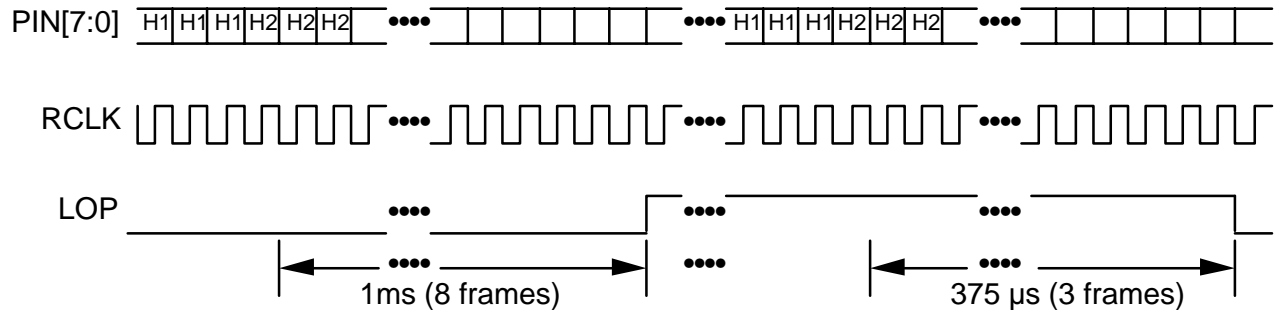 PIN[7:0] H1 H1 H1 H2 H2 H2 •••• •••• H1 H1 H1 H2 H2 H2 ••••
RCLK •••• •••• ••••
LOP •••• •••• ••••
•••• •••• ••••
1ms (8 frames) 375 µs (3 frames)